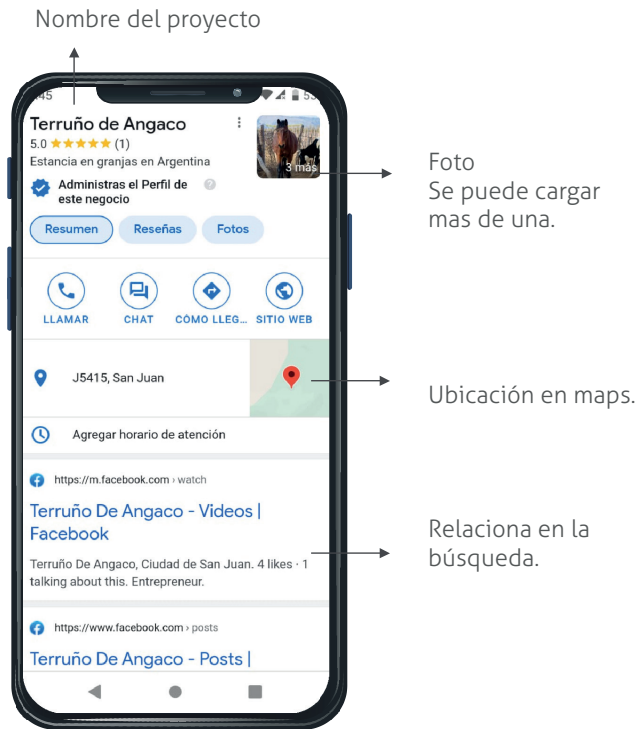 Nombre del proyecto
:45
Terruño de Angaco
5.0 ★★★★★ (1)
Estancia en granjas en Argentina
3 más
Administras el Perfil de
este negocio
Resumen
Reseñas
Fotos
LLAMAR
CHAT
CÓMO LLEG...
SITIO WEB
J5415, San Juan
Agregar horario de atención
https://m.facebook.com › watch
Terruño De Angaco - Videos |
Facebook
Terruño De Angaco, Ciudad de San Juan. 4 likes · 1
talking about this. Entrepreneur.
https://www.facebook.com › posts
Terruño De Angaco - Posts |
Foto
Se puede cargar
mas de una.
Ubicación en maps.
Relaciona en la
búsqueda.